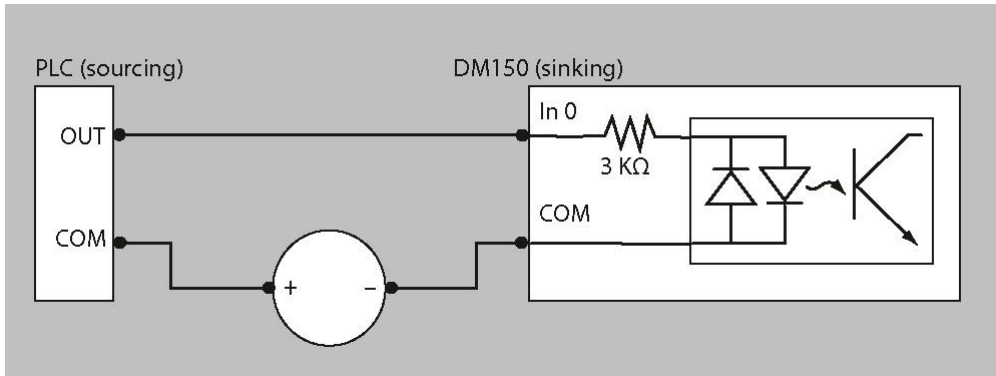 PLC (sourcing)
DM150 (sinking)
OUT
In 0
3 KΩ
COM
COM
+
–